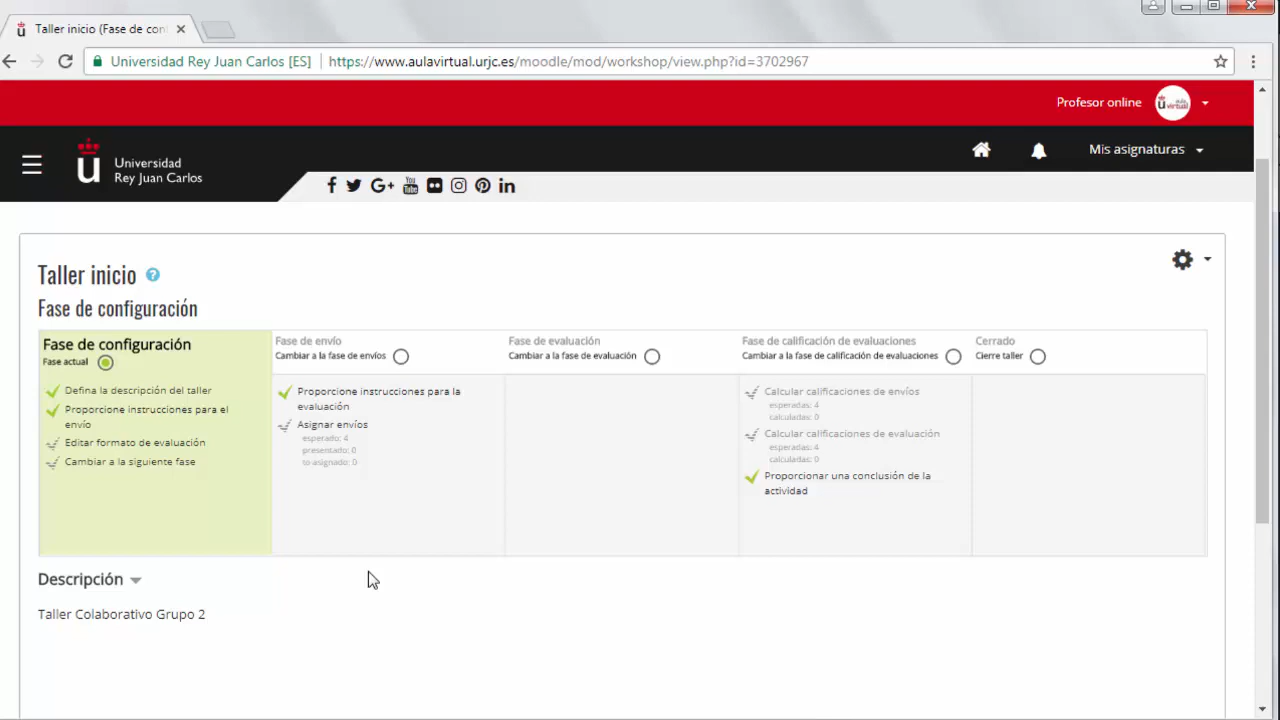 Taller inicio (Fase de con
Universidad Rey Juan Carlos [ES]
https://www.aulavirtual.urjc.es/moodle/mod/workshop/view.php?id=3702967
Profesor online
u aula virtual
u
Universidad
Rey Juan Carlos
Mis asignaturas
You Tube
Taller inicio
Fase de configuración
Fase de configuración
Fase actual
Defina la descripción del taller
Proporcione instrucciones para el
envío
Editar formato de evaluación
Cambiar a la siguiente fase
Fase de envío
Cambiar a la fase de envíos
Proporcione instrucciones para la
evaluación
Asignar envíos
esperado: 4
presentado: 0
to-asignado: 0
Fase de evaluación
Cambiar a la fase de evaluación
Fase de calificación de evaluaciones
Cambiar a la fase de calificación de evaluaciones
Calcular calificaciones de envíos
esperadas: 4
calculadas: 0
Calcular calificaciones de evaluación
esperadas: 4
calculadas: 0
Proporcionar una conclusión de la
actividad
Cerrado
Cierre taller
Descripción
Taller Colaborativo Grupo 2